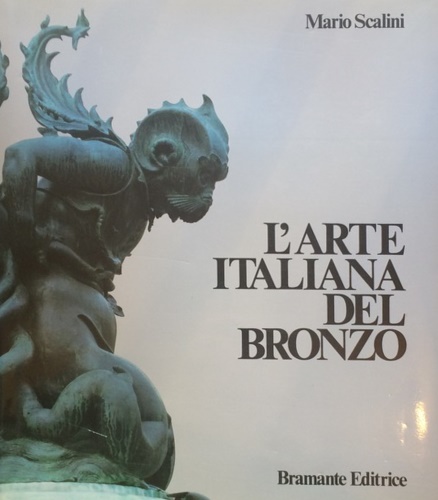 Mario Scalini
L'ARTE
ITALIANA
DEL
BRONZO
Bramante Editrice